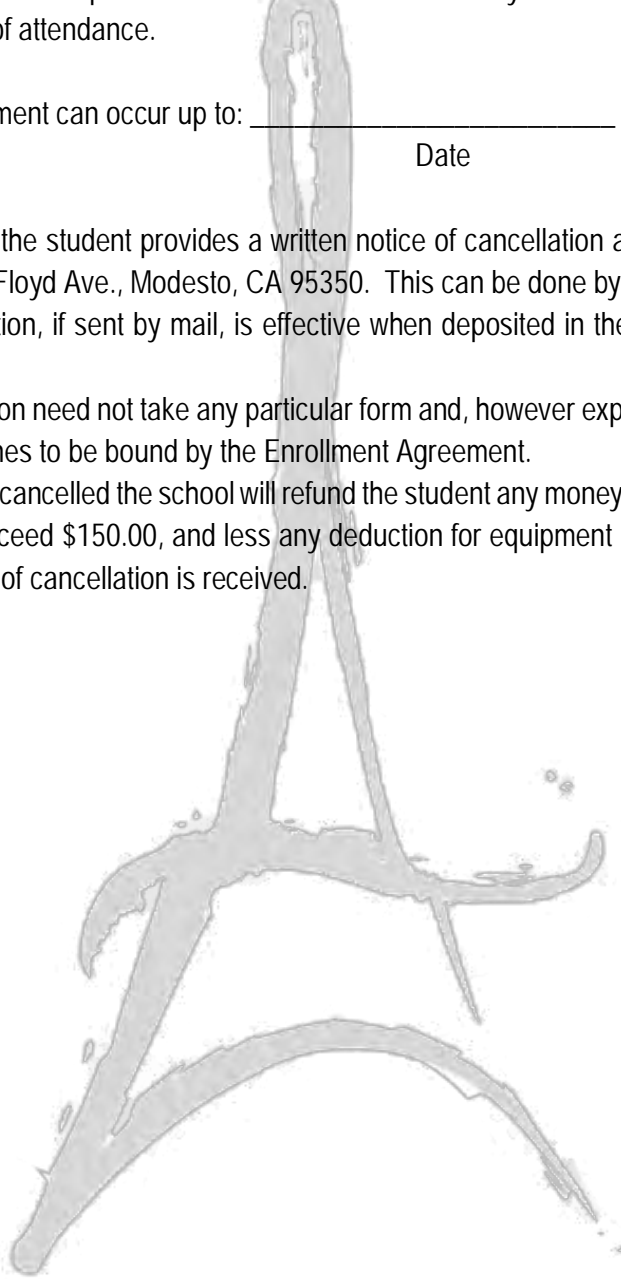 of attendance.
ment can occur up to: _________________________
Date
the student provides a written notice of cancellation a
Floyd Ave., Modesto, CA 95350. This can be done by
tion, if sent by mail, is effective when deposited in the
on need not take any particular form and, however exp
nes to be bound by the Enrollment Agreement.
cancelled the school will refund the student any money
ceed $150.00, and less any deduction for equipment
of cancellation is received.